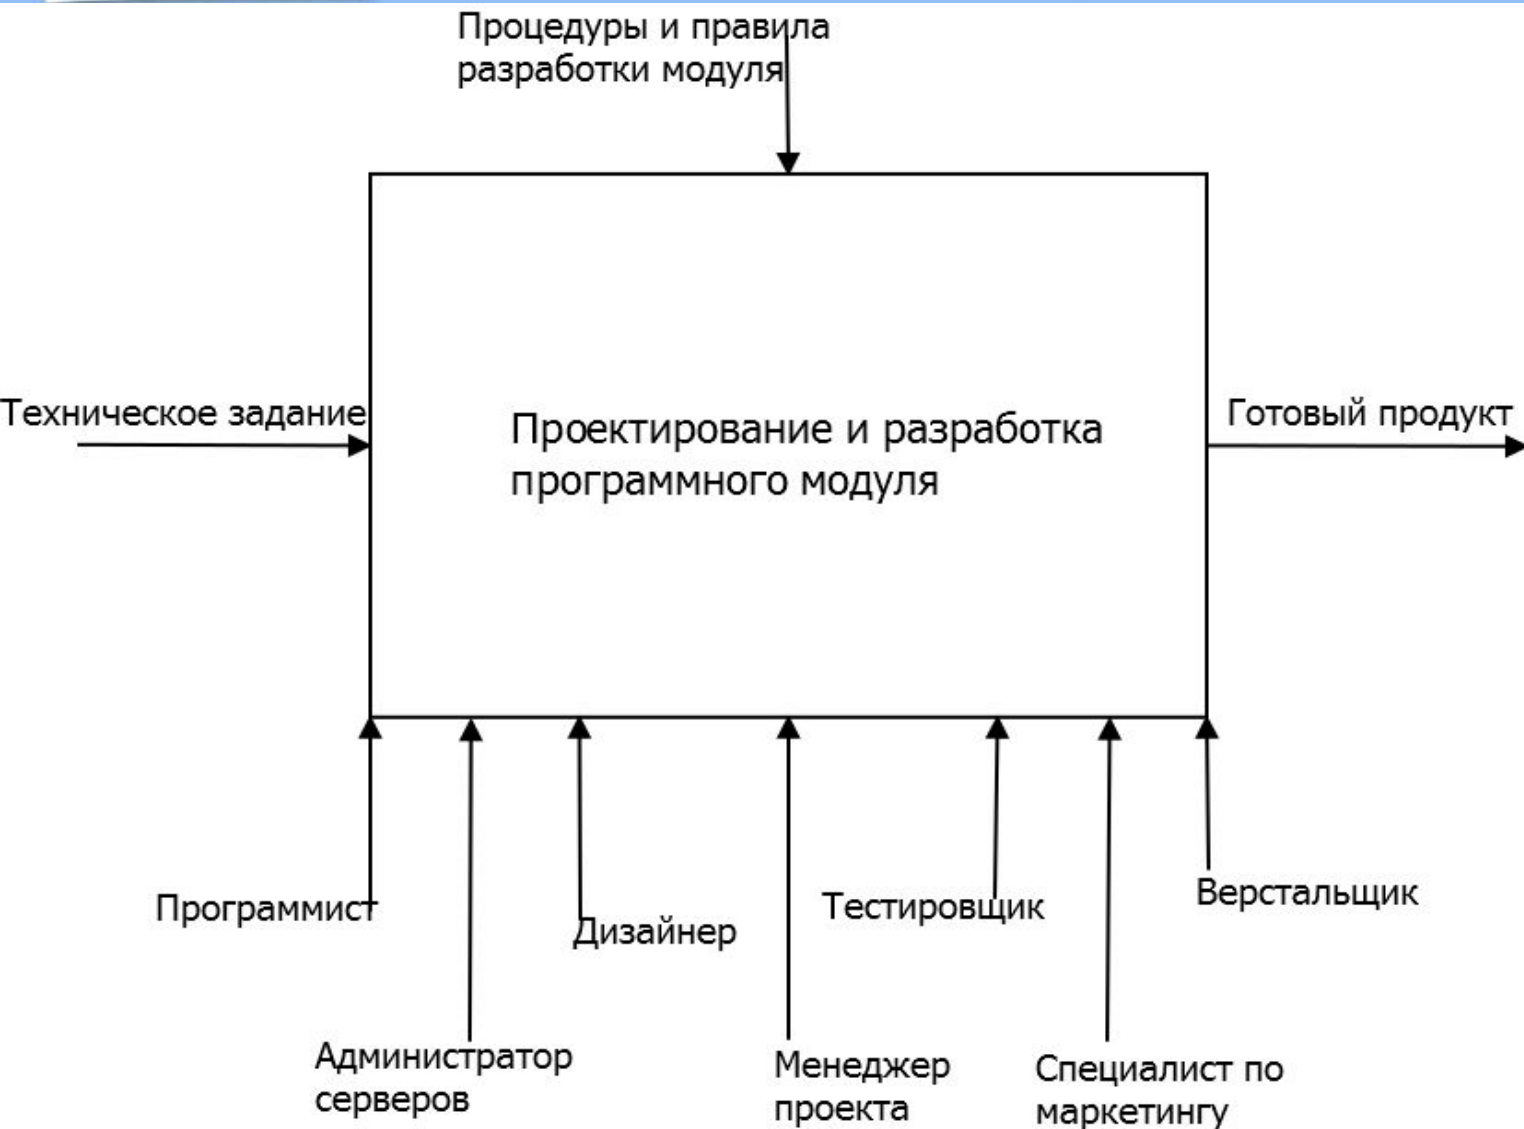 Процедуры и правила
разработки модуля
Техническое задание
Готовый продукт
Проектирование и разработка
программного модуля
Программист
Администратор
серверов
Дизайнер
Менеджер
проекта
Тестировщик
Специалист по
маркетингу
Верстальщик